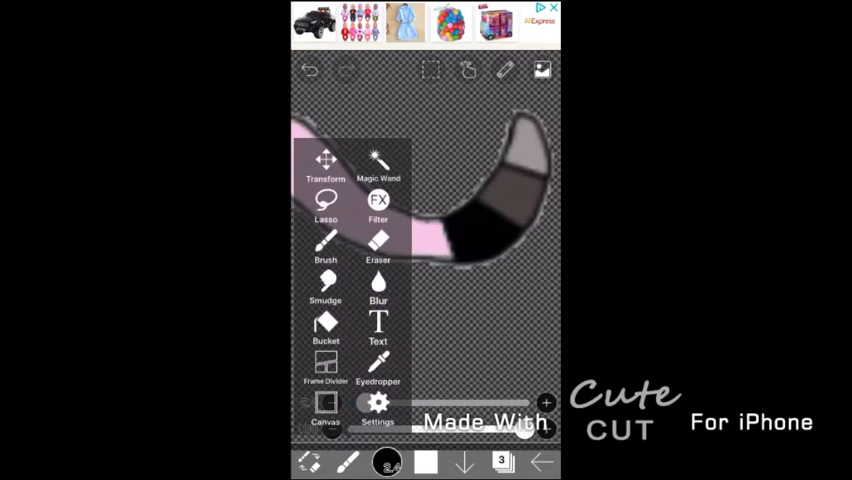 AliExpress
Transform Magic Wand
FX
Lasso Filter
Brush Eraser
Smudge Blur
T
Bucket Text
Frame Divider Eyedropper
Canvas Settings
Made With Cute CUT For iPhone
3